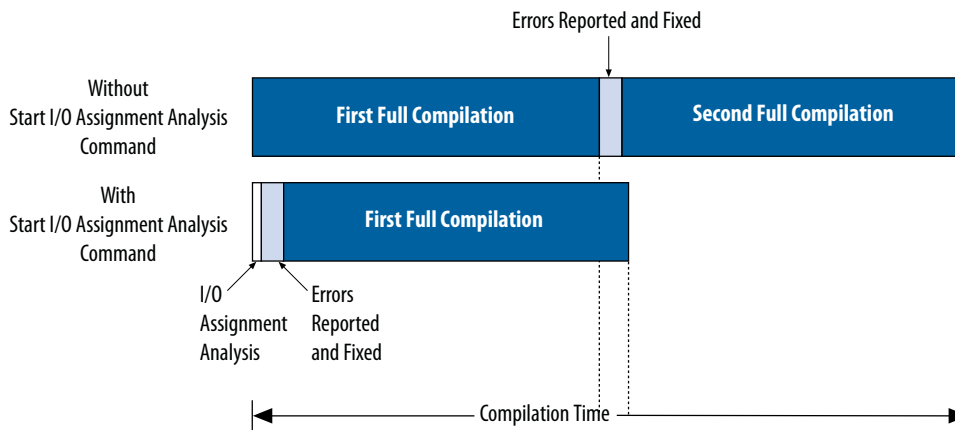 Errors Reported and Fixed
Without
Start I/O Assignment Analysis
Command
First Full Compilation
Second Full Compilation
With
Start I/O Assignment Analysis
Command
First Full Compilation
I/O
Assignment
Analysis
Errors
Reported
and Fixed
Compilation Time